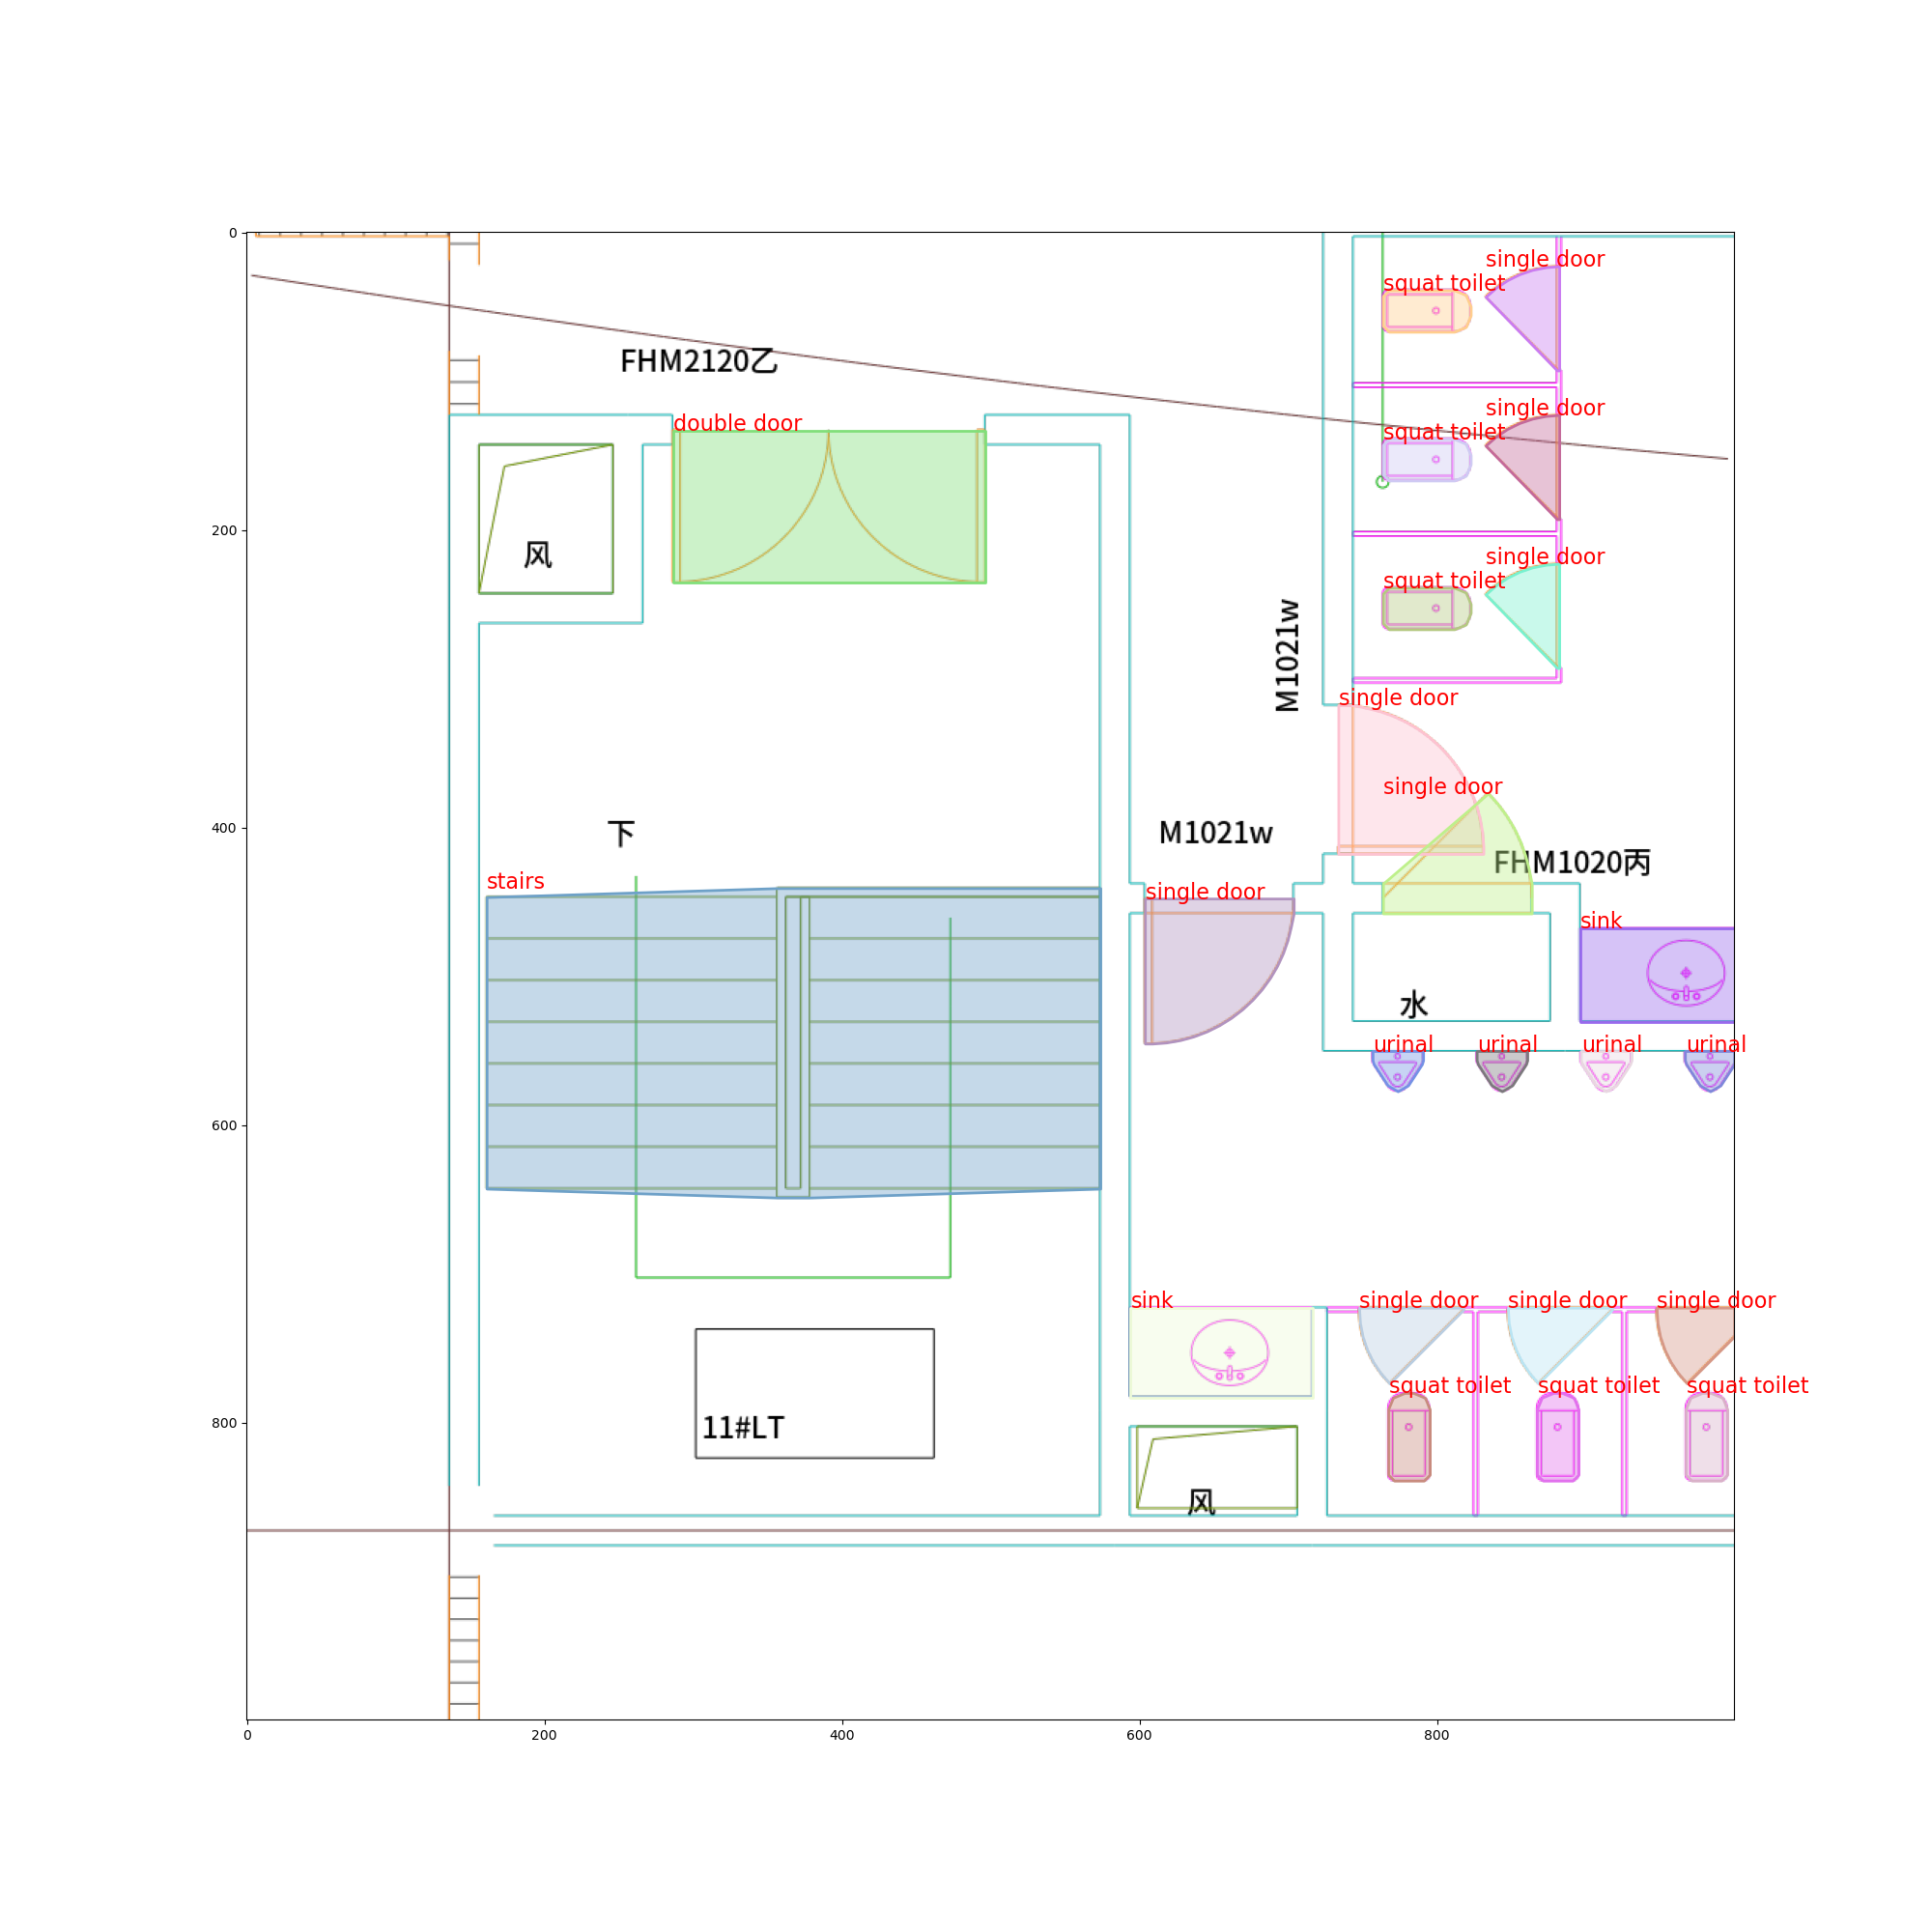 0
single door
squat toilet
FHM2120乙
single door
double door
squat toilet
200
风
single door
squat toilet
M1021w
single door
single door
400
下
M1021w
FHM1020丙
stairs
single door
sink
水
urinal
urinal
urinal
urinal
600
sink
single door
single door
single door
squat toilet
squat toilet
squat toilet
800
11#LT
风
0
200
400
600
800